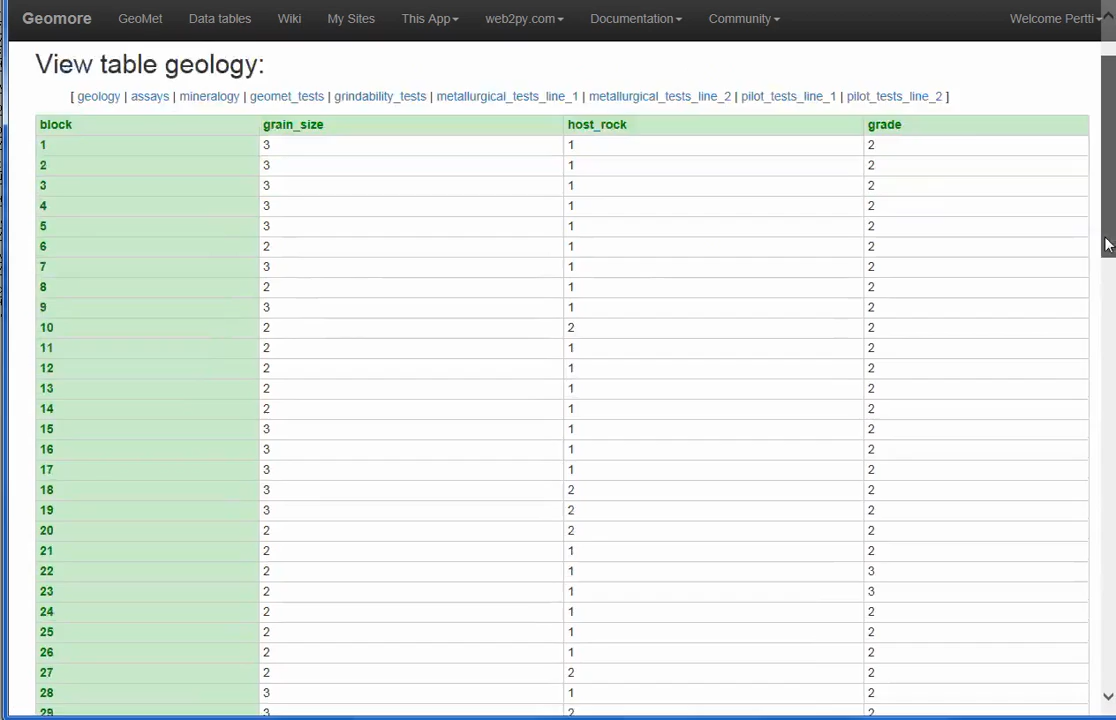 Geomore GeoMet Data tables Wiki My Sites This App web2py.com Documentation Community Welcome Pertti
View table geology:
[ geology | assays | mineralogy | geomet_tests | grindability_tests | metallurgical_tests_line_1 | metallurgical_tests_line_2 | pilot_tests_line_1 | pilot_tests_line_2 ]
block grain_size host_rock grade
1 3 1 2
2 3 1 2
3 3 1 2
4 3 1 2
5 3 1 2
6 2 1 2
7 3 1 2
8 2 1 2
9 3 1 2
10 2 2 2
11 2 1 2
12 2 1 2
13 2 1 2
14 2 1 2
15 3 1 2
16 3 1 2
17 3 1 2
18 3 2 2
19 3 2 2
20 2 2 2
21 2 1 2
22 2 1 3
23 2 1 3
24 2 1 2
25 2 1 2
26 2 1 2
27 2 2 2
28 3 1 2
29 3 2 2